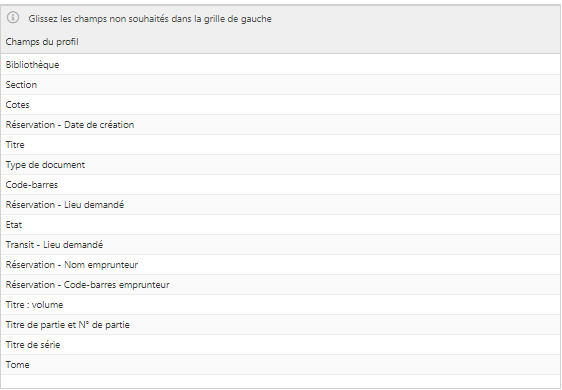 Glissez les champs non souhaités dans la grille de gauche
Champs du profil
Bibliothèque
Section
Cotes
Réservation - Date de création
Titre
Type de document
Code-barres
Réservation - Lieu demandé
Etat
Transit - Lieu demandé
Réservation - Nom emprunteur
Réservation - Code-barres emprunteur
Titre : volume
Titre de partie et N° de partie
Titre de série
Tome